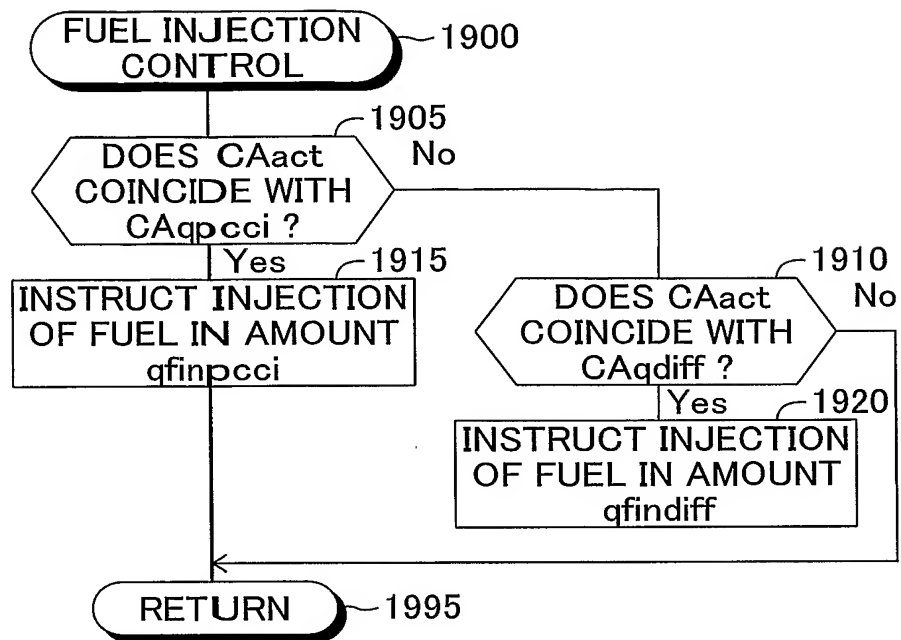 FUEL INJECTION
CONTROL
1900
1905
DOES CAact
COINCIDE WITH
CAqpcci ?
No
Yes
1915
INSTRUCT INJECTION
OF FUEL IN AMOUNT
qfinpcci
1910
DOES CAact
COINCIDE WITH
CAqdiff ?
No
Yes
1920
INSTRUCT INJECTION
OF FUEL IN AMOUNT
qfindiff
RETURN
1995